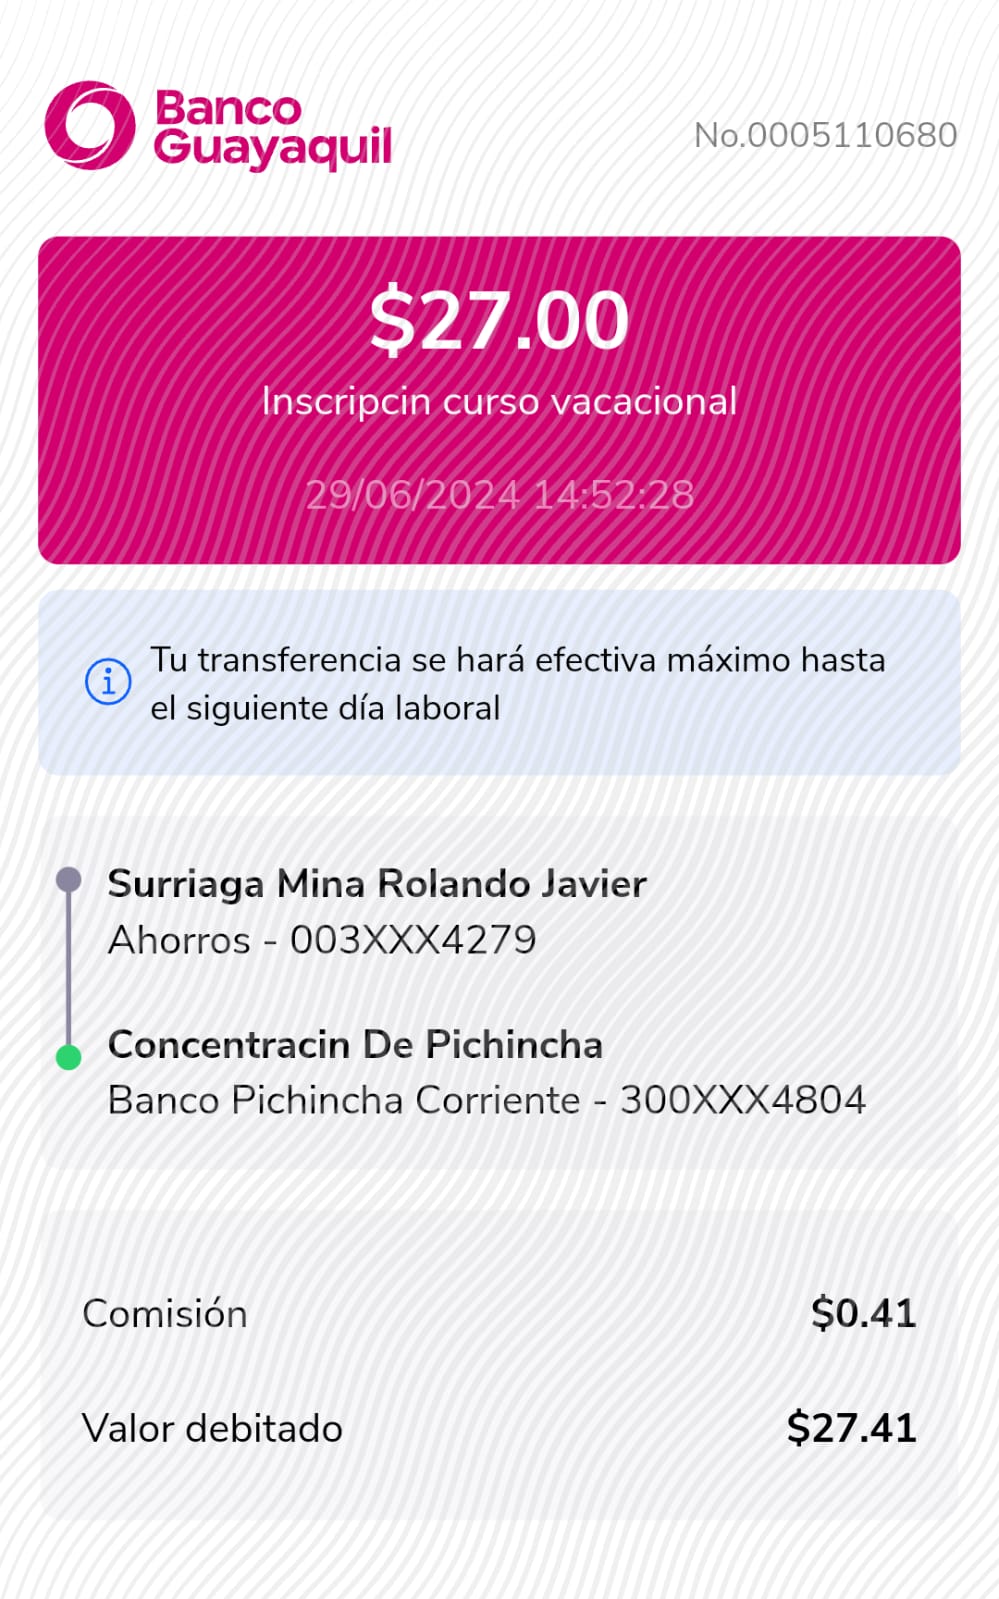 Banco
Guayaquil
No.0005110680
$27.00
Inscripcin curso vacacional
29/06/2024 14:52:28
Tu transferencia se hará efectiva máximo hasta
el siguiente día laboral
Surriaga Mina Rolando Javier
Ahorros - 003XXX4279
Concentracin De Pichincha
Banco Pichincha Corriente - 300XXX4804
Comisión $0.41
Valor debitado $27.41